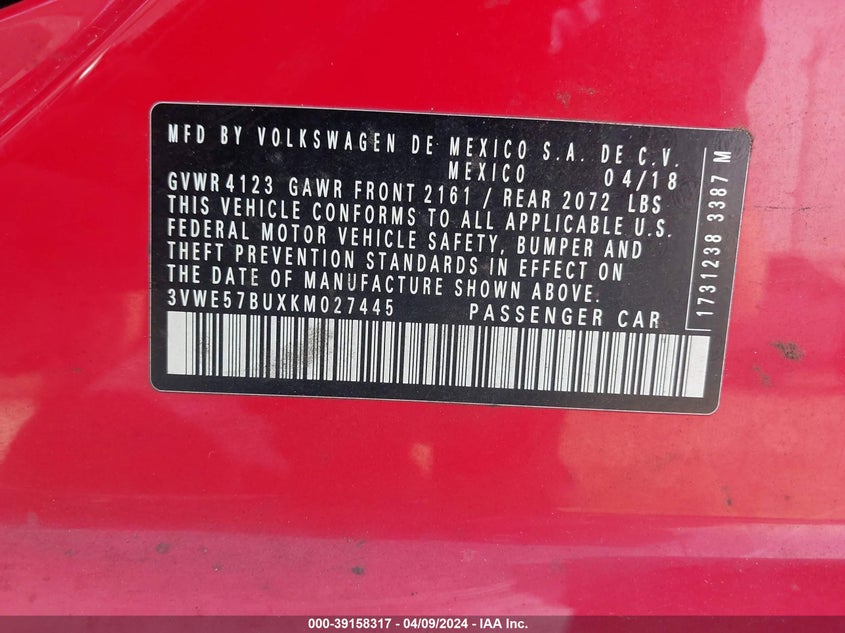 MFD BY VOLKSWAGEN DE MEXICO S.A. DE C.V.
MEXICO 04/18
GVWR 4123 GAWR FRONT 2161 / REAR 2072 LBS
THIS VEHICLE CONFORMS TO ALL APPLICABLE U.S.
FEDERAL MOTOR VEHICLE SAFETY, BUMPER AND
THEFT PREVENTION STANDARDS IN EFFECT ON
THE DATE OF MANUFACTURE SHOWN ABOVE.
3VWE57BUXKM027445 PASSENGER CAR
1731238 3387 M
000-39158317 - 04/09/2024 - IAA Inc.